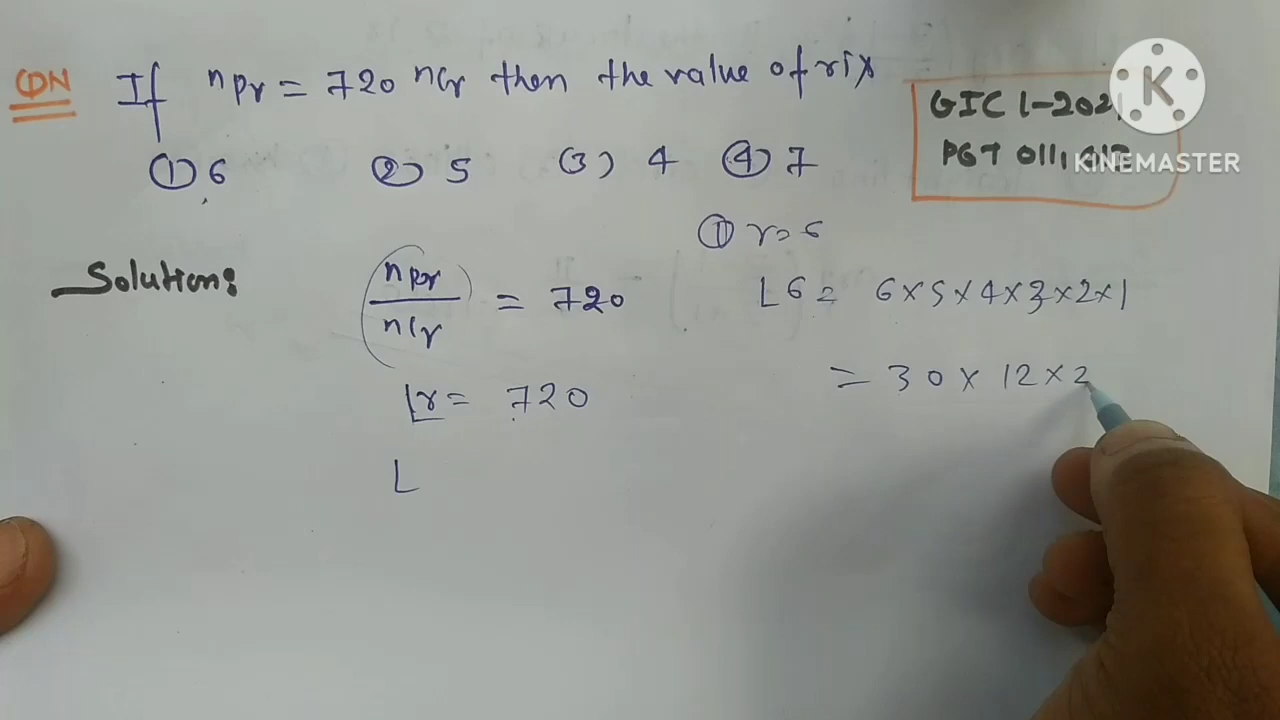 QN If nPr = 720 nCr then the value of r is
① 6 ② 5 (3) 4 ④ 7
GIC L-2021
PGT 2011,
K
KINEMASTER
① r = 6
Solution:
nPr / nCr = 720
L6 = 6×5×4×3×2×1
= 30 × 12 × 2
Lr = 720
L